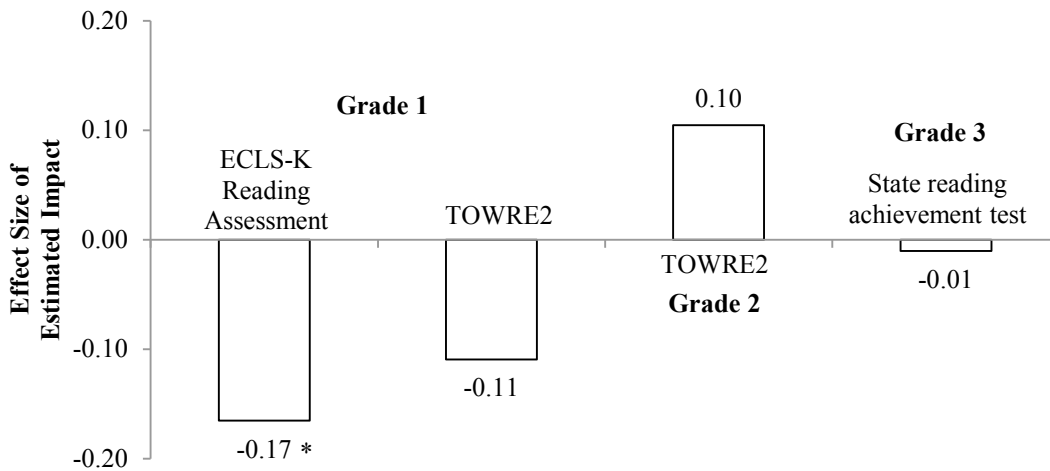 0.20
0.10
0.00
-0.10
-0.20
Effect Size of
Estimated Impact
Grade 1
ECLS-K
Reading
Assessment
-0.17 *
TOWRE2
-0.11
0.10
TOWRE2
Grade 2
Grade 3
State reading
achievement test
-0.01